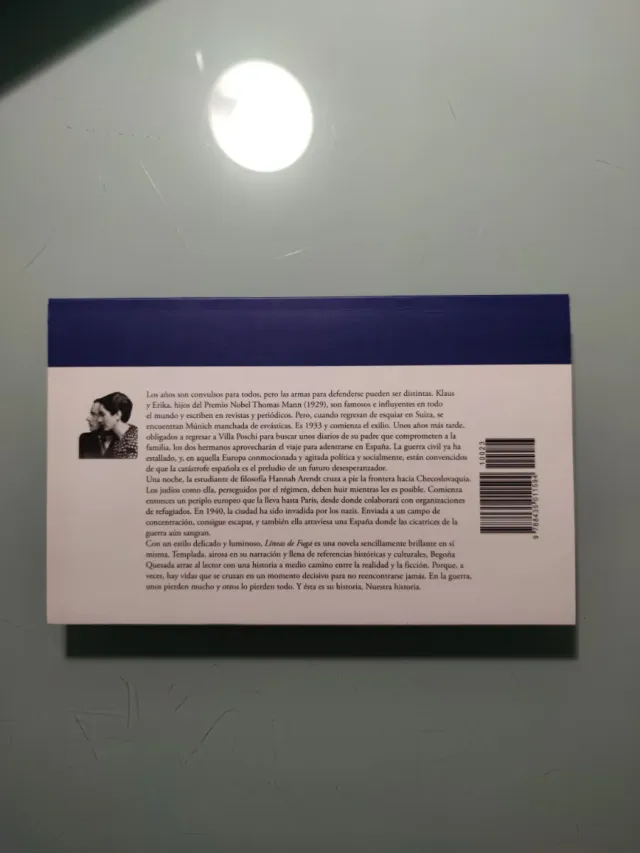 Los años son convulsos para todos, pero las armas para defenderse pueden ser distintas. Klaus
y Erika, hijos del Premio Nobel Thomas Mann (1929), son famosos e influyentes en todo
el mundo y escriben en revistas y periódicos. Pero, cuando regresan de esquiar en Suiza, se
encuentran Múnich manchada de esvásticas. Es 1933 y comienza el exilio. Unos años más tarde,
obligados a regresar a Villa Poschi para buscar unos diarios de su padre que comprometen a la
familia, los dos hermanos aprovecharán el viaje para adentrarse en España. La guerra civil ya ha
estallado, y, en aquella Europa conmocionada y agitada política y socialmente, están convencidos
de que la catástrofe española es el preludio de un futuro desesperanzador.
Una noche, la estudiante de filosofía Hannah Arendt cruza a pie la frontera hacia Checoslovaquia.
Los judíos como ella, perseguidos por el régimen, deben huir mientras les es posible. Comienza
entonces un periplo europeo que la lleva hasta París, desde donde colaborará con organizaciones
de refugiados. En 1940, la ciudad ha sido invadida por los nazis. Enviada a un campo de
concentración, consigue escapar, y también ella atraviesa una España donde las cicatrices de la
guerra aún sangran.
Con un estilo delicado y luminoso, Líneas de Fuga es una novela sencillamente brillante en sí
misma. Templada, airosa en su narración y llena de referencias históricas y culturales, Begoña
Quesada atrae al lector con una historia a medio camino entre la realidad y la ficción. Porque, a
veces, hay vidas que se cruzan en un momento decisivo para no reencontrarse jamás. En la guerra,
unos pierden mucho y otros lo pierden todo. Y ésta es su historia. Nuestra historia.
10023